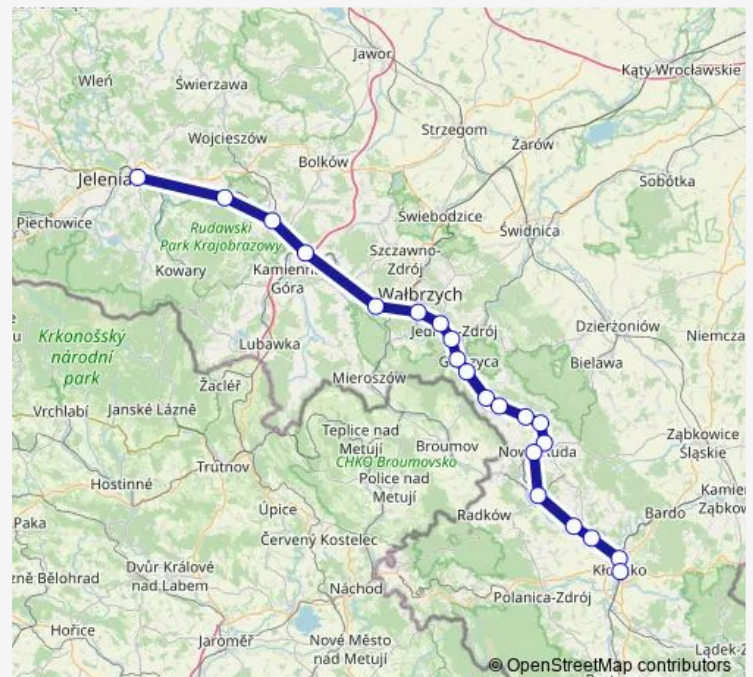 Jawor
Wleń
Świerzawa
Kąty Wrocławskie
Strzegom
Żarów
Wojcieszów
Bolków
Jelenia
Sobótka
Piechowice
Świebodzice
Świdnica
Rudawski
Park Krajobrazowy
Szczawno-
Zdrój
Kowary
Kamienn
Góra
Wałbrzych
Dzierżoniów
Niemcza
Krkonošský
národní
park
Lubawka
Bielawa
Mieroszów
Žacléř
Vrchlabí
Janské Lázně
Teplice nad
Metují
Broumov
Ząbkowice
Śląskie
Trutnov
CHKO Broumovsko
Police nad
Metují
Hostinné
Kamien
Ząbkow
Úpice
Radków
Bardo
Paka
Červený Kostelec
Dvůr Králové
nad Labem
Náchod
Polanica-Zdrój
Hořice
Jaroměř
Nové Město
nad Metují
Lądek-Z
© OpenStreetMap contributors